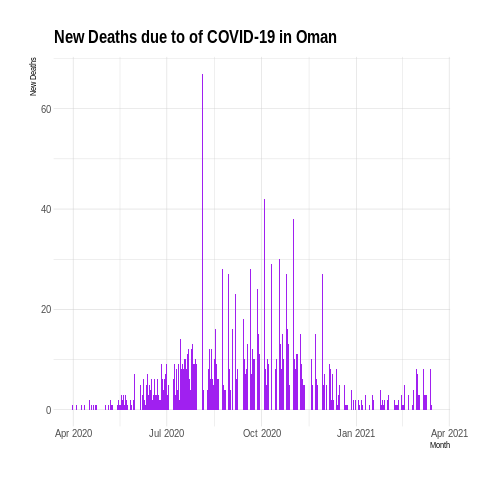 New Deaths due to of COVID-19 in Oman
New Deaths
60
40
20
0
Apr 2020 Jul 2020 Oct 2020 Jan 2021 Apr 2021
Month